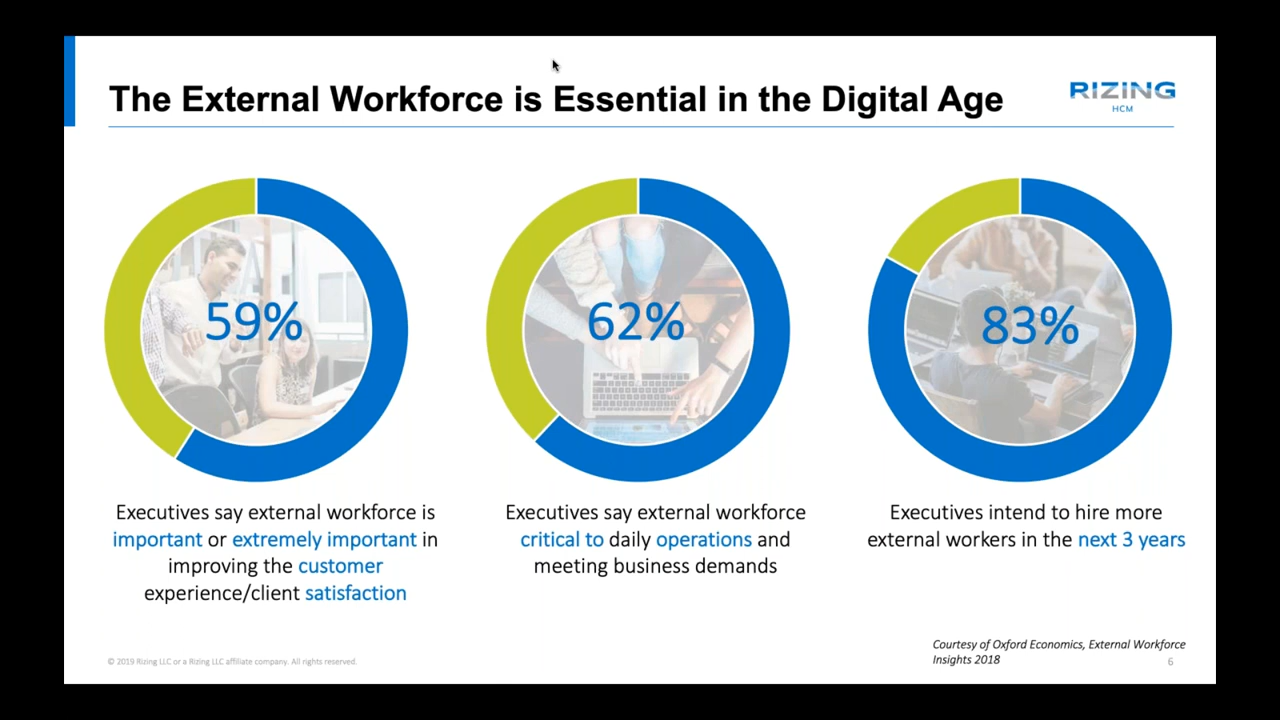 The External Workforce is Essential in the Digital Age
RIZING
HCM
59%
62%
83%
Executives say external workforce is
important or extremely important in
improving the customer
experience/client satisfaction
Executives say external workforce
critical to daily operations and
meeting business demands
Executives intend to hire more
external workers in the next 3 years
Courtesy of Oxford Economics, External Workforce
Insights 2018
© 2019 Rizing LLC or a Rizing LLC affiliate company. All rights reserved.
6